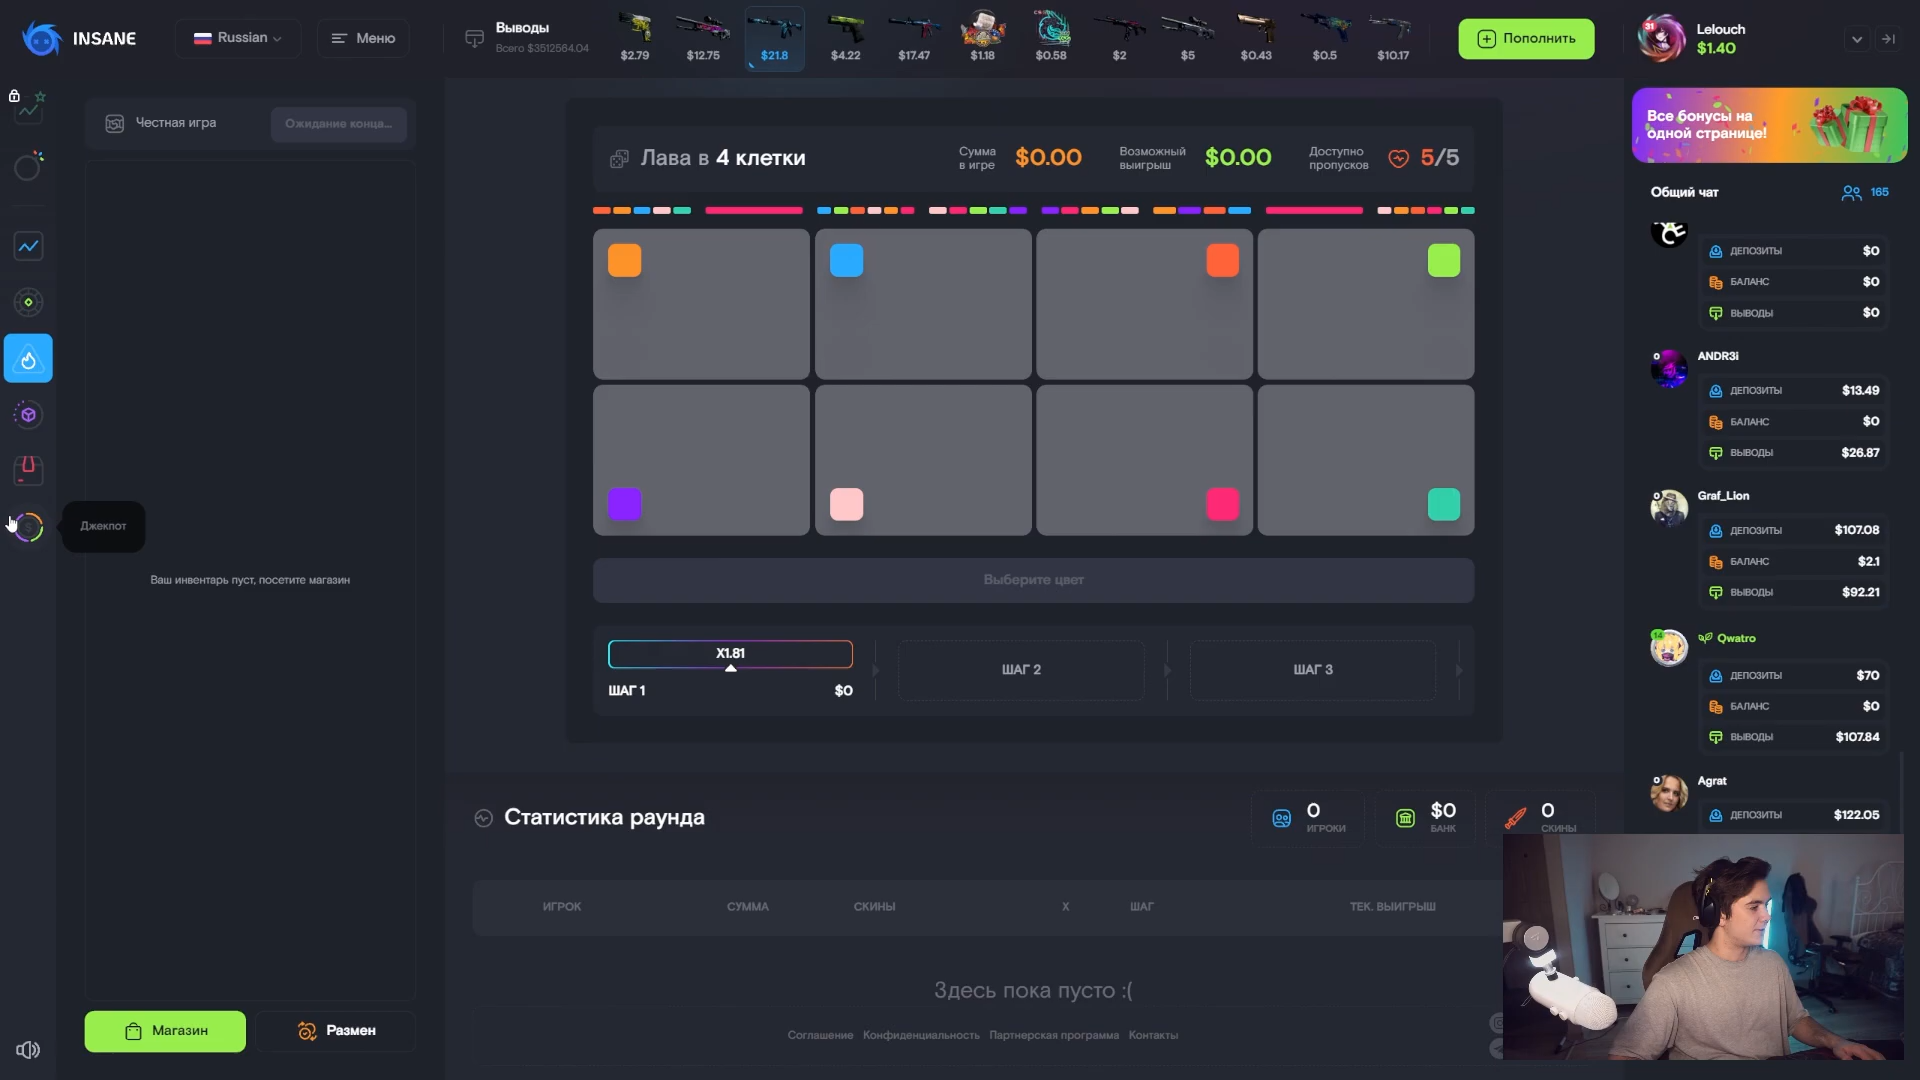 INSANE
Russian
Меню
Выводы
Всего $3512564.04
$2.79
$12.75
$21.8
$4.22
$17.47
$1.18
$0.58
$2
$5
$0.43
$0.5
$10.17
Пополнить
Lelouch
$1.40
Честная игра
Ожидание конца...
Лава в 4 клетки
Сумма
в игре
$0.00
Возможный
выигрыш
$0.00
Доступно
пропусков
5/5
Все бонусы на
одной странице!
Общий чат
165
ДЕПОЗИТЫ $0
БАЛАНС $0
ВЫВОДЫ $0
ANDR3i
ДЕПОЗИТЫ $13.49
БАЛАНС $0
ВЫВОДЫ $26.87
Graf_Lion
ДЕПОЗИТЫ $107.08
БАЛАНС $2.1
ВЫВОДЫ $92.21
14
Qwatro
ДЕПОЗИТЫ $70
БАЛАНС $0
ВЫВОДЫ $107.84
Agrat
ДЕПОЗИТЫ $122.05
Джекпот
Ваш инвентарь пуст, посетите магазин
Выберите цвет
X1.81
ШАГ 1 $0
ШАГ 2
ШАГ 3
Статистика раунда
0
ИГРОКИ
$0
БАНК
0
СКИНЫ
ИГРОК СУММА СКИНЫ X ШАГ ТЕК. ВЫИГРЫШ
Здесь пока пусто :(
Соглашение Конфиденциальность Партнерская программа Контакты
Магазин
Размен